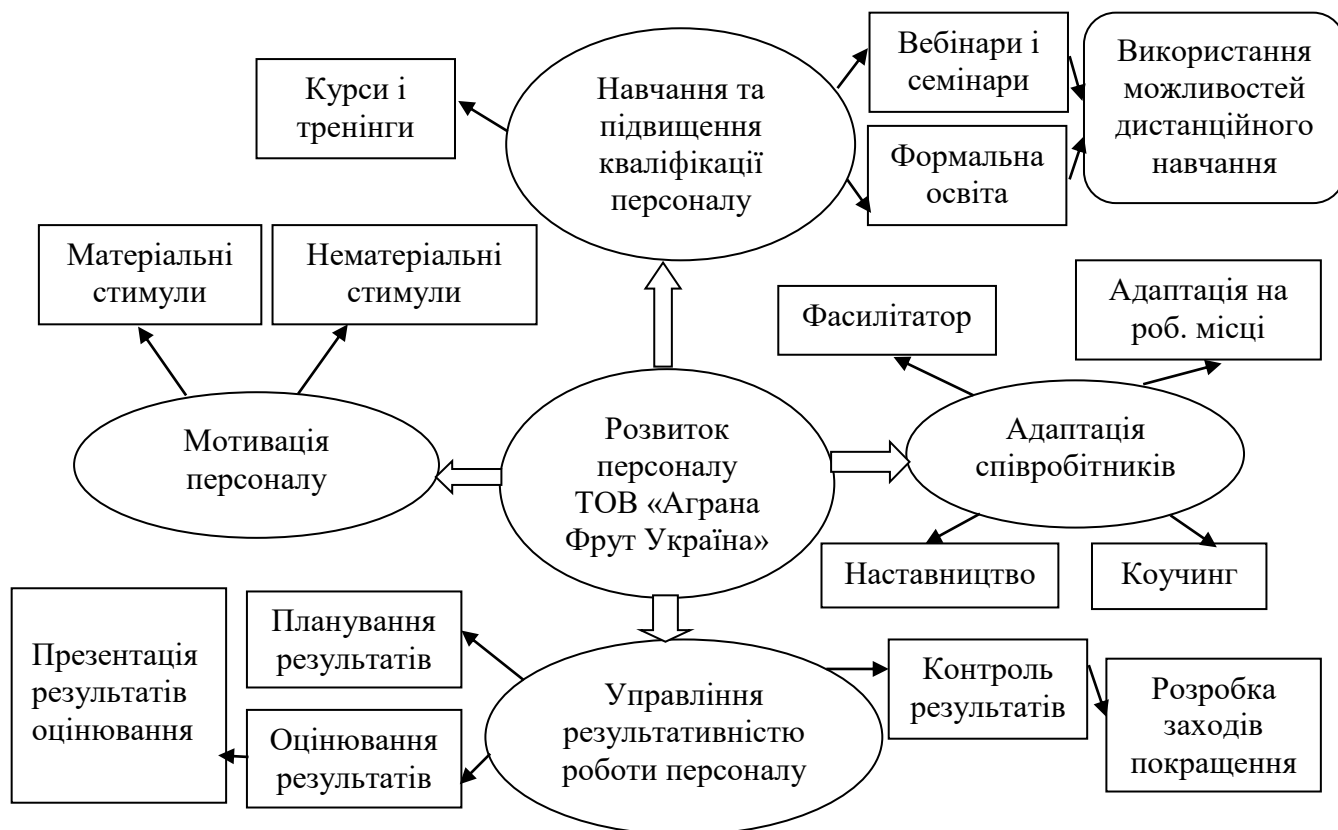 Курси і
тренінги
Навчання та
підвищення
кваліфікації
персоналу
Вебінари і
семінари
Формальна
освіта
Використання
можливостей
дистанційного
навчання
Матеріальні
стимули
Нематеріальні
стимули
Фасилітатор
Адаптація на
роб. місці
Мотивація
персоналу
Розвиток
персоналу
ТОВ «Аграна
Фрут Україна»
Адаптація
співробітників
Наставництво
Коучинг
Презентація
результатів
оцінювання
Планування
результатів
Оцінювання
результатів
Управління
результативністю
роботи персоналу
Контроль
результатів
Розробка
заходів
покращення